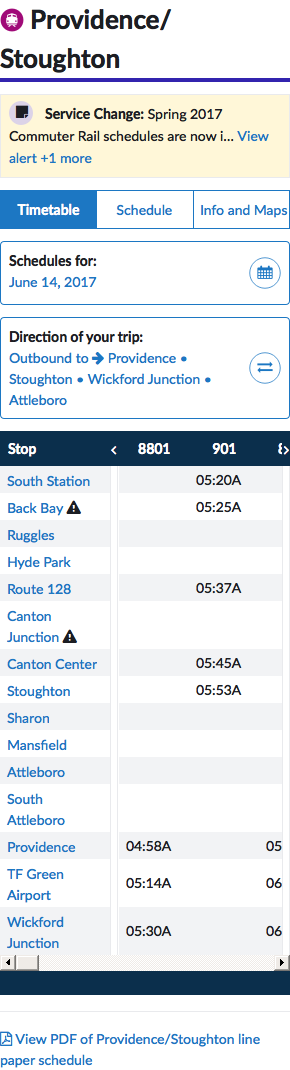 Providence/
Stoughton
Service Change: Spring 2017
Commuter Rail schedules are now i... View
alert +1 more
Timetable Schedule Info and Maps
Schedules for:
June 14, 2017
Direction of your trip:
Outbound to → Providence •
Stoughton • Wickford Junction •
Attleboro
Stop ‹ 8801 901 ›
South Station 05:20A
Back Bay 05:25A
Ruggles
Hyde Park
Route 128 05:37A
Canton
Junction
Canton Center 05:45A
Stoughton 05:53A
Sharon
Mansfield
Attleboro
South
Attleboro
Providence 04:58A 05
TF Green
Airport 05:14A 06
Wickford
Junction 05:30A 06
View PDF of Providence/Stoughton line
paper schedule